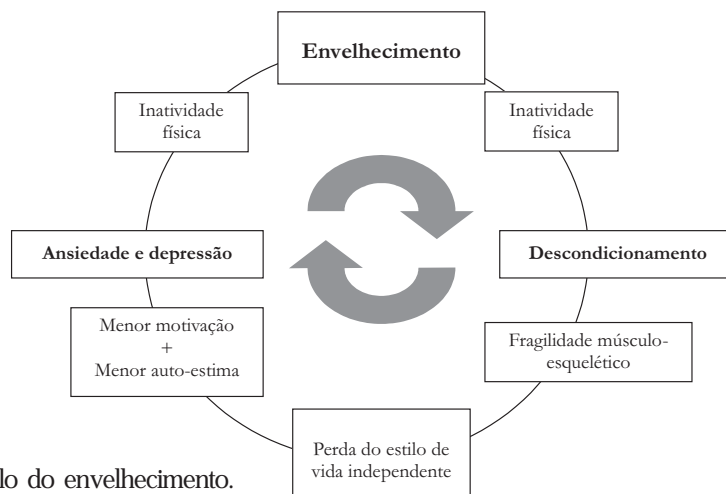 Envelhecimento
Inatividade
física
Inatividade
física
Ansiedade e depressão
Descondicionamento
Menor motivação
+
Menor auto-estima
Fragilidade músculo-
esquelético
Perda do estilo de
vida independente
do envelhecimento.